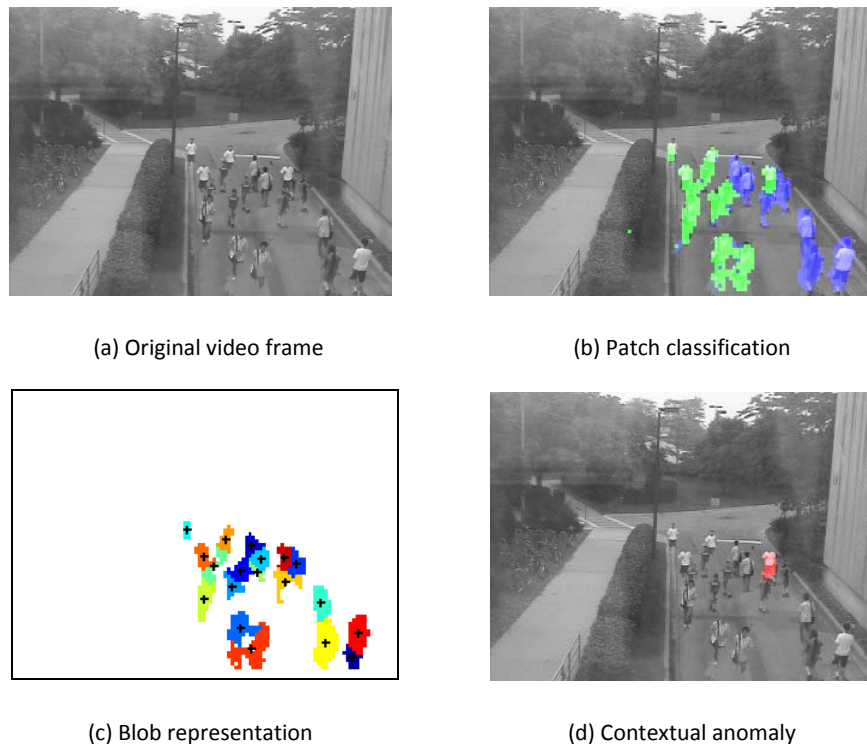 (a) Original video frame
(b) Patch classification
(c) Blob representation
(d) Contextual anomaly